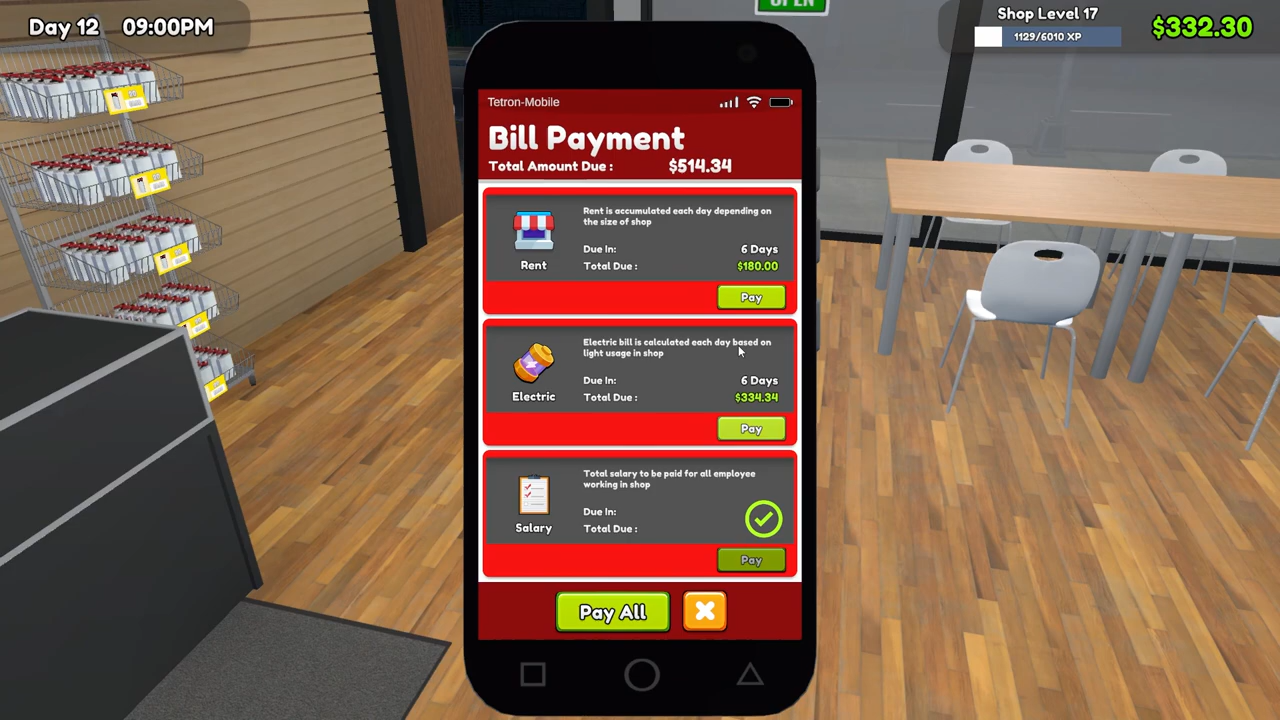 Day 12 09:00PM
OPEN
Shop Level 17
1129/6010 XP
$332.30
Tetron-Mobile
Bill Payment
Total Amount Due : $514.34
Rent is accumulated each day depending on
the size of shop
Due In: 6 Days
Total Due : $180.00
Rent
Pay
Electric bill is calculated each day based on
light usage in shop
Due In: 6 Days
Total Due : $334.34
Electric
Pay
Total salary to be paid for all employee
working in shop
Due In:
Total Due :
Salary
Pay
Pay All